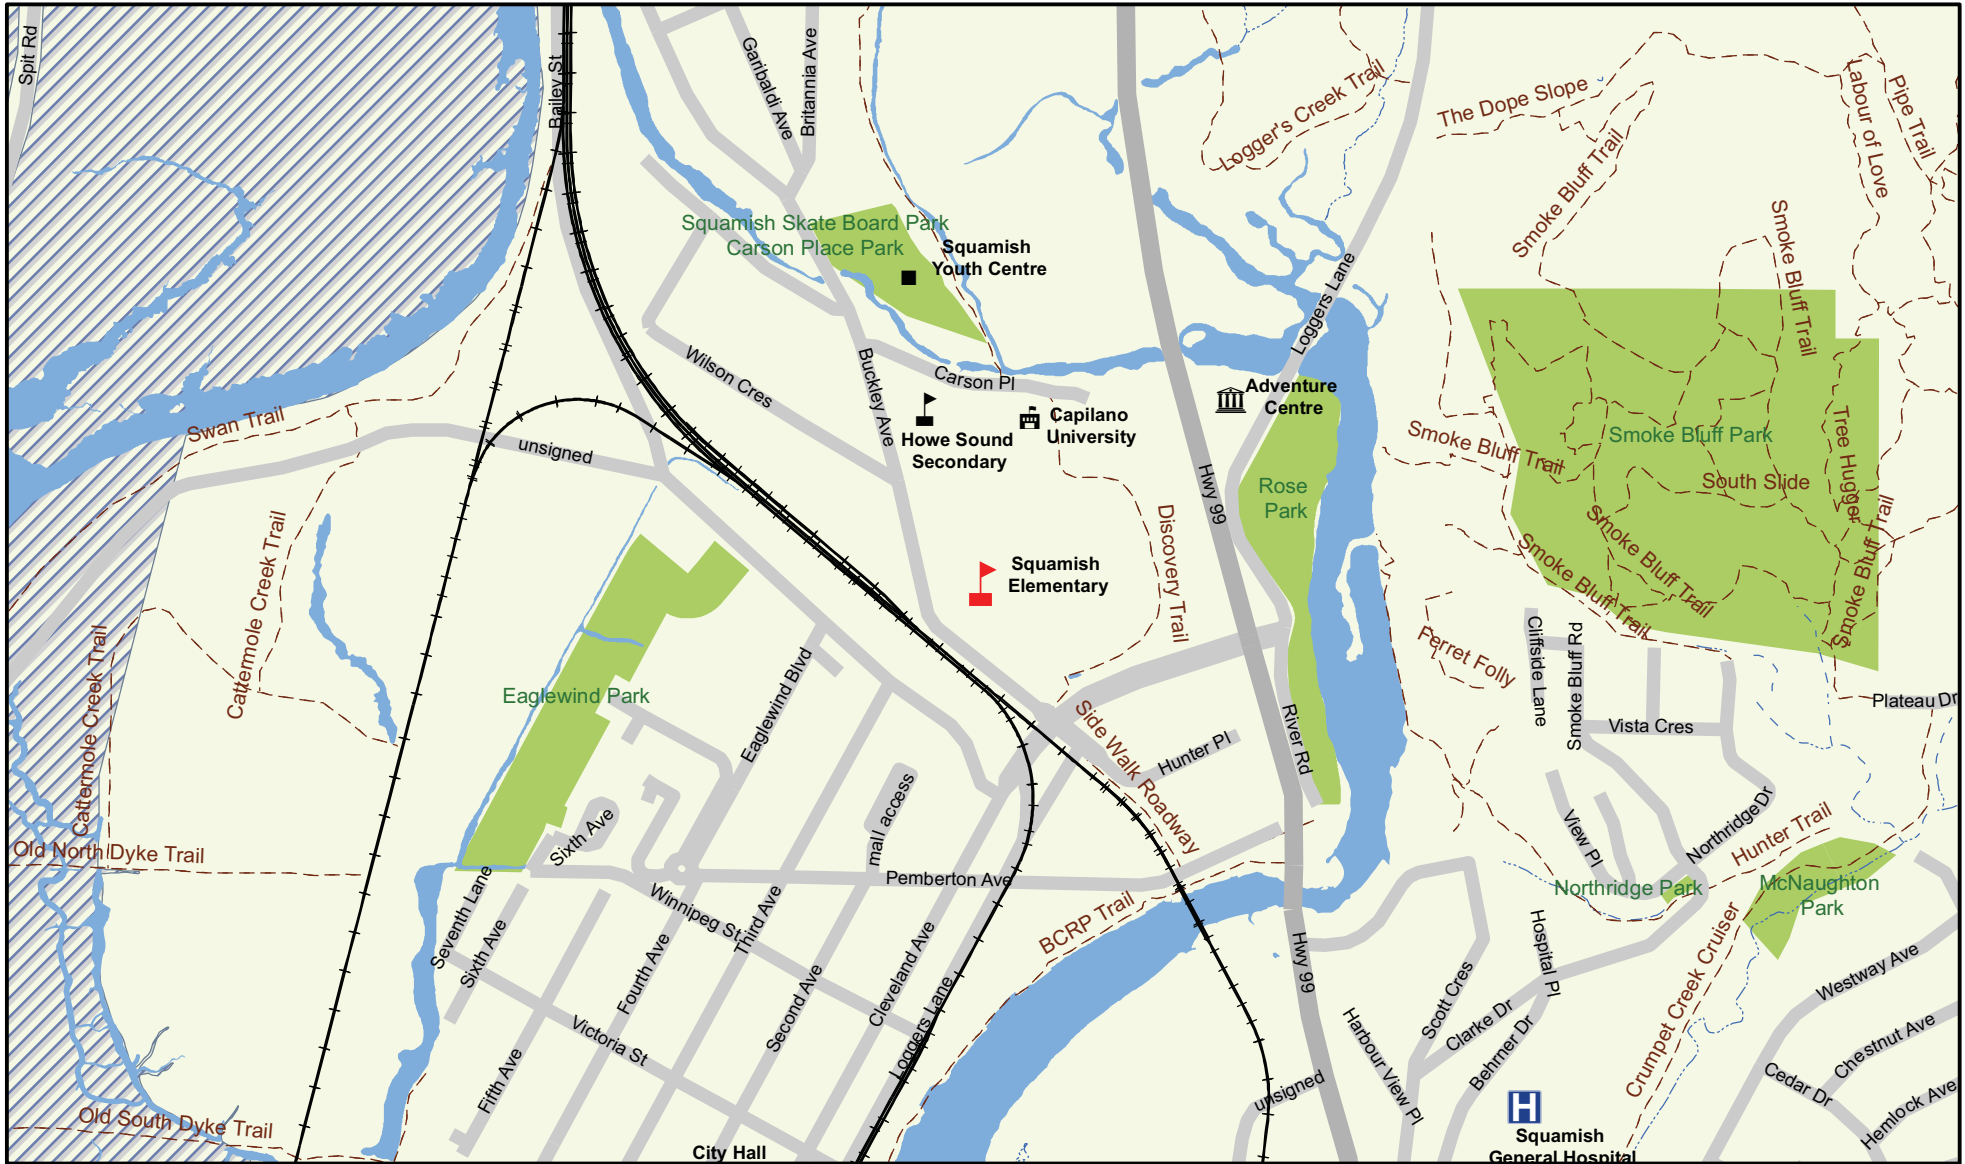 Spit Rd
Bailey St
Garibaldi Ave
Britannia Ave
Logger's Creek Trail
The Dope Slope
Labour of Love
Pipe Trail
Smoke Bluff Trail
Smoke Bluff Trail
Squamish Skate Board Park
Carson Place Park
Squamish
Youth Centre
Loggers Lane
Wilson Cres
Buckley Ave
Carson Pl
Adventure
Centre
Howe Sound
Secondary
Capilano
University
Swan Trail
unsigned
Hwy 99
Rose
Park
Smoke Bluff Trail
Smoke Bluff Park
South Slide
Tree Hugger
Smoke Bluff Trail
Smoke Bluff Trail
Smoke Bluff Trail
Cattermole Creek Trail
Discovery Trail
Squamish
Elementary
Cattermole Creek Trail
Ferret Folly
Cliffside Lane
Smoke Bluff Rd
Vista Cres
Plateau Dr
Eaglewind Park
Eaglewind Blvd
Side Walk Roadway
Hunter Pl
River Rd
mall access
Sixth Ave
View Pl
Northridge Dr
Hunter Trail
Old North Dyke Trail
Pemberton Ave
Northridge Park
McNaughton
Park
Seventh Lane
Sixth Ave
Winnipeg St
Third Ave
Fourth Ave
Second Ave
Cleveland Ave
Loggers Lane
BCRP Trail
Hwy 99
Hospital Pl
Scott Cres
Clarke Dr
Behrner Dr
Harbour View Pl
Crumpet Creek Cruiser
Westway Ave
Chestnut Ave
Cedar Dr
Hemlock Ave
Victoria St
Fifth Ave
unsigned
Old South Dyke Trail
City Hall
H
Squamish
General Hospital